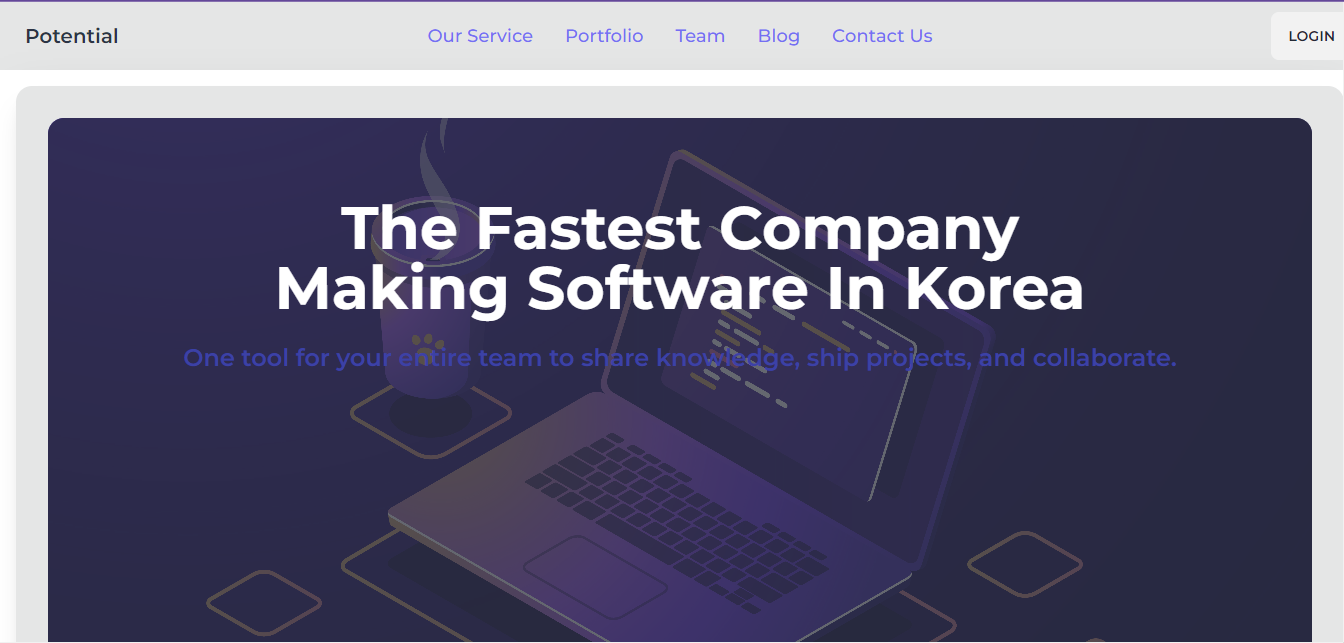 Potential
Our Service
Portfolio
Team
Blog
Contact Us
LOGIN
The Fastest Company
Making Software In Korea
One tool for your entire team to share knowledge, ship projects, and collaborate.